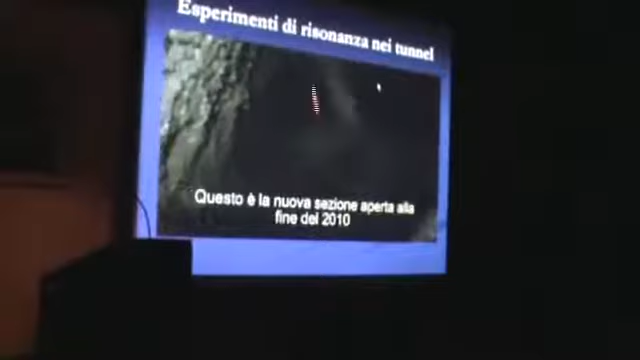 Esperimenti di risonanza nei tunnel
Questo è la nuova sezione aperta alla
fine del 2010